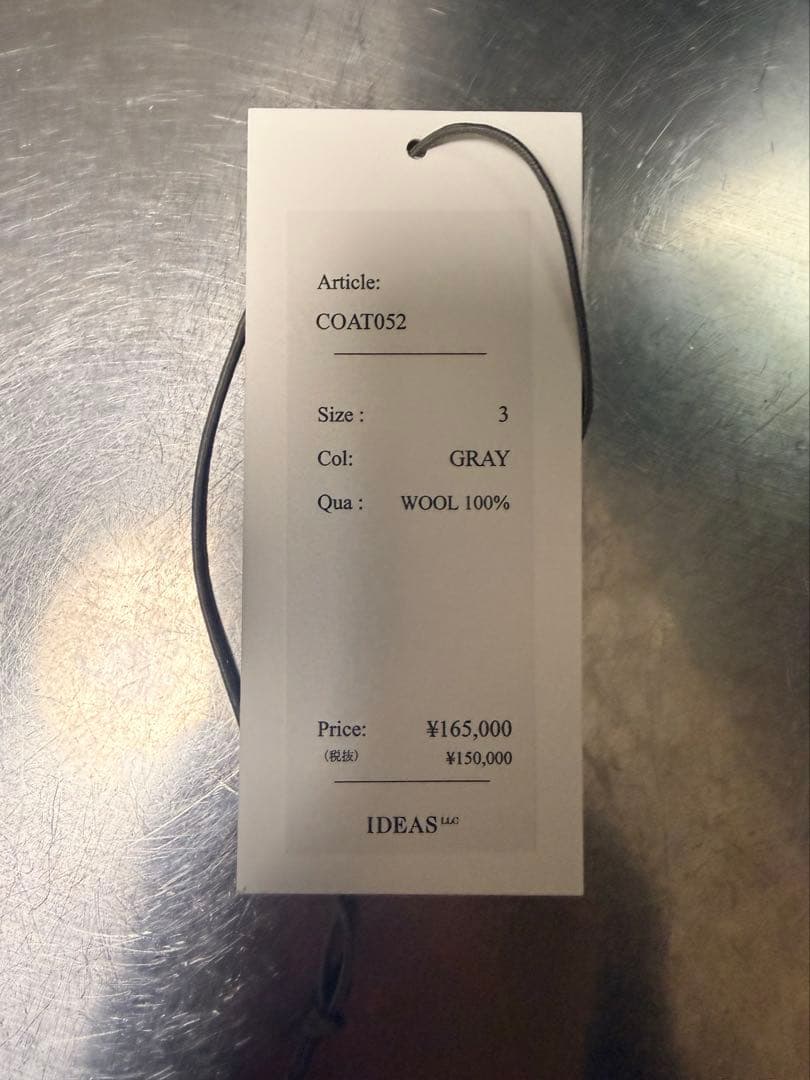 Article:
COAT052
Size : 3
Col: GRAY
Qua : WOOL 100%
Price: ¥165,000
(税抜) ¥150,000
IDEAS LLC